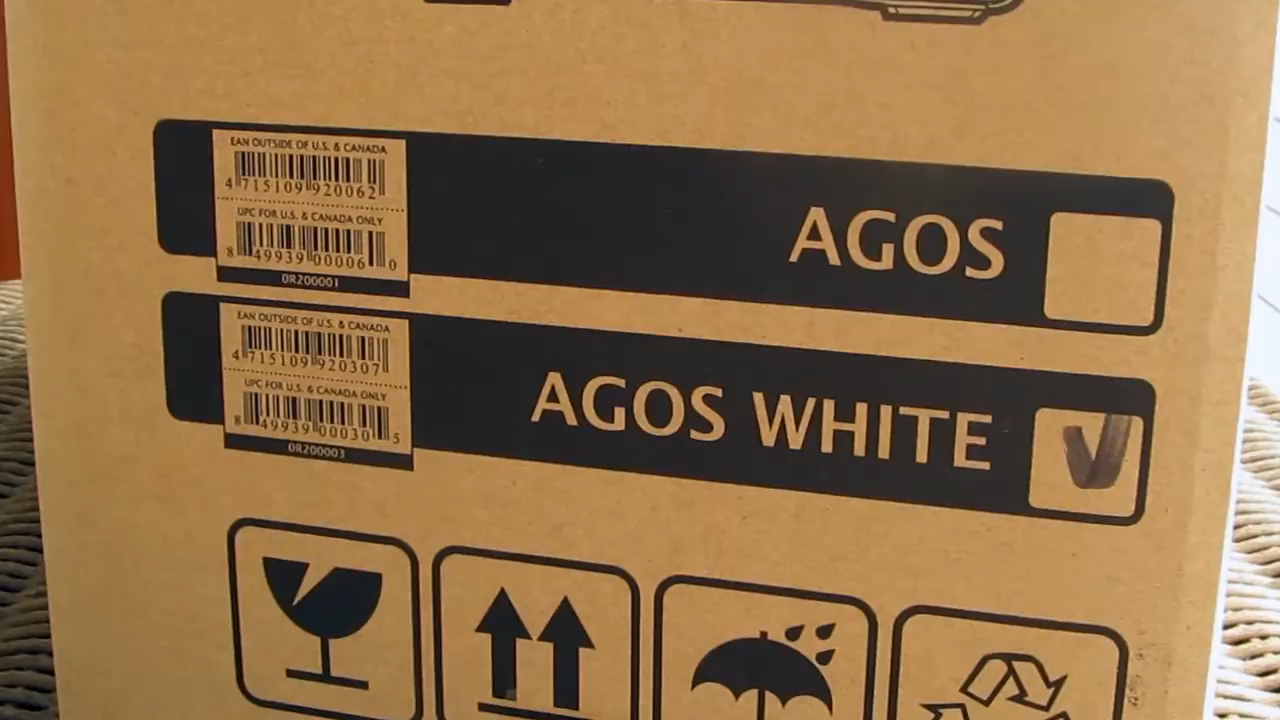 EAN OUTSIDE OF U.S. & CANADA
4 715109 920062
UPC FOR U.S. & CANADA ONLY
8 49939 00006 0
0R200001
AGOS
EAN OUTSIDE OF U.S. & CANADA
4 715109 920307
UPC FOR U.S. & CANADA ONLY
8 49939 00030 5
0R200003
AGOS WHITE